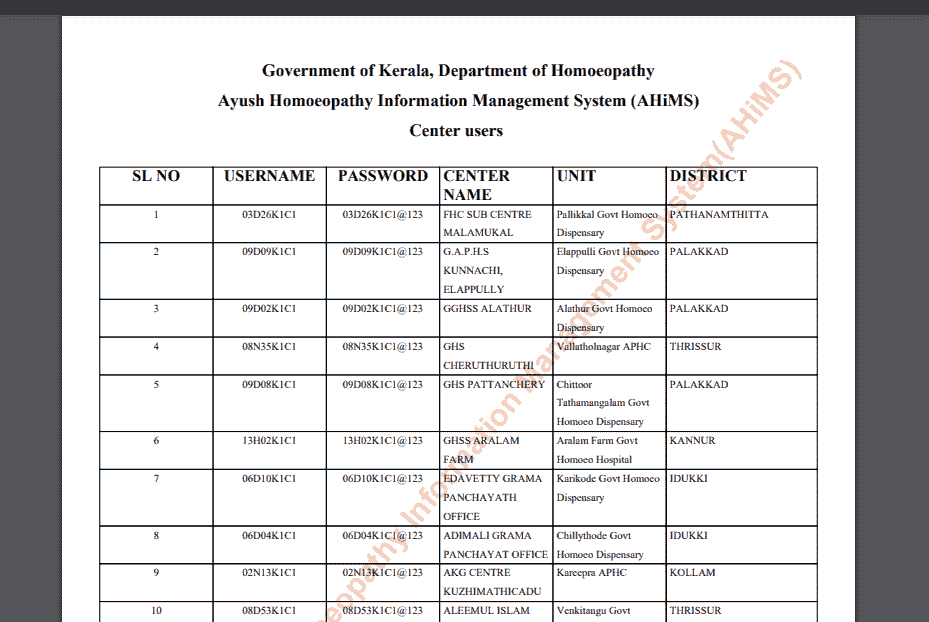 Government of Kerala, Department of Homoeopathy
Ayush Homoeopathy Information Management System (AHiMS)
Center users
SL NO USERNAME PASSWORD CENTER NAME UNIT DISTRICT
1 03D26K1C1 03D26K1C1@123 FHC SUB CENTRE Pallikkal Govt Homoeo PATHANAMTHITTA
MALAMUKAL Dispensary
2 09D09K1C1 09D09K1C1@123 G.A.P.H.S Elappulli Govt Homoeo PALAKKAD
KUNNACHI, Dispensary
ELAPPULLY
3 09D02K1C1 09D02K1C1@123 GGHSS ALATHUR Alathur Govt Homoeo PALAKKAD
Dispensary
4 08N35K1C1 08N35K1C1@123 GHS Vallatholnagar APHC THRISSUR
CHERUTHURUTHI
5 09D08K1C1 09D08K1C1@123 GHS PATTANCHERY Chittoor PALAKKAD
Tathamangalam Govt
Homoeo Dispensary
6 13H02K1C1 13H02K1C1@123 GHSS ARALAM Aralam Farm Govt KANNUR
FARM Homoeo Hospital
7 06D10K1C1 06D10K1C1@123 EDAVETTY GRAMA Karikode Govt Homoeo IDUKKI
PANCHAYATH Dispensary
OFFICE
8 06D04K1C1 06D04K1C1@123 ADIMALI GRAMA Chillythode Govt IDUKKI
PANCHAYAT OFFICE Homoeo Dispensary
9 02N13K1C1 02N13K1C1@123 AKG CENTRE Kareepra APHC KOLLAM
KUZHIMATHICADU
10 08D53K1C1 08D53K1C1@123 ALEEMUL ISLAM Venkitangu Govt THRISSUR
eopathy Information Management System(AHiMS)